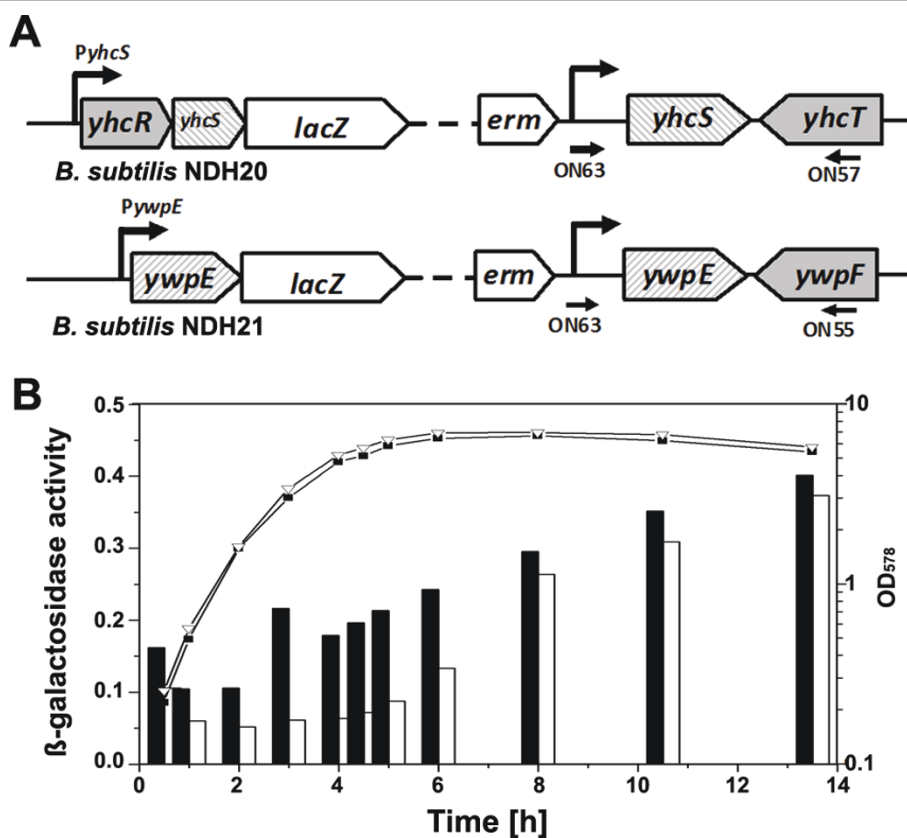 A
PyhcS
yhcR yhcS lacZ erm yhcS yhcT
ON63 ON57
B. subtilis NDH20
PywpE
ywpE lacZ erm ywpE ywpF
ON63 ON55
B. subtilis NDH21
B
0.5 10
0.4
0.3
1
0.2
0.1
0.0 0.1
ß-galactosidase activity
OD578
0 2 4 6 8 10 12 14
Time [h]